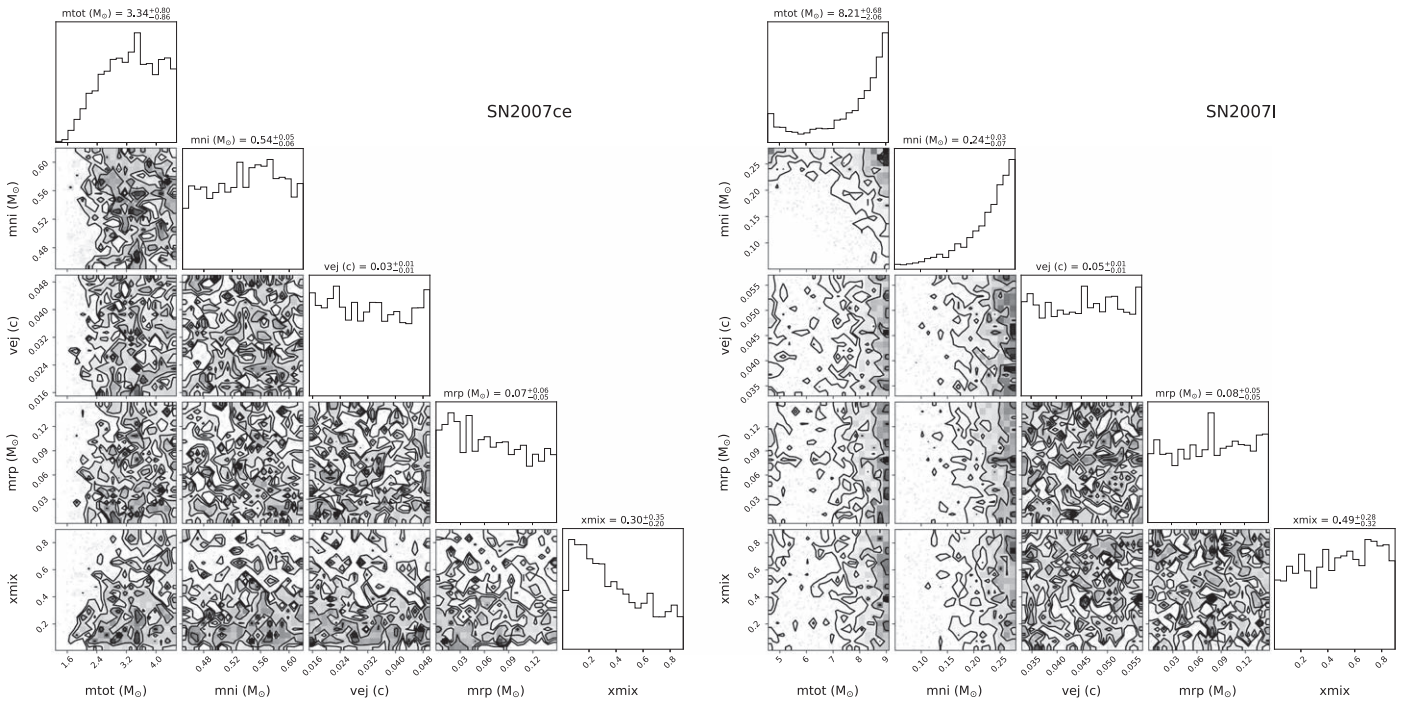 mtot (M⊙) = 3.34 +0.80 −0.86
SN2007ce
mni (M⊙) = 0.54 +0.05 −0.06
mni (M⊙)
0.60
0.56
0.52
0.48
vej (c) = 0.03 +0.01 −0.01
vej (c)
0.048
0.040
0.032
0.024
0.016
mrp (M⊙) = 0.07 +0.06 −0.05
mrp (M⊙)
0.12
0.09
0.06
0.03
xmix = 0.30 +0.35 −0.20
xmix
0.8
0.6
0.4
0.2
1.6 2.4 3.2 4.0
0.48 0.52 0.56 0.60
0.016 0.024 0.032 0.040 0.048
0.03 0.06 0.09 0.12
0.2 0.4 0.6 0.8
mtot (M⊙) mni (M⊙) vej (c) mrp (M⊙) xmix
mtot (M⊙) = 8.21 +0.68 −2.06
SN2007I
mni (M⊙) = 0.24 +0.03 −0.07
mni (M⊙)
0.25
0.20
0.15
0.10
vej (c) = 0.05 +0.01 −0.01
vej (c)
0.055
0.050
0.045
0.040
0.035
mrp (M⊙) = 0.08 +0.05 −0.05
mrp (M⊙)
0.12
0.09
0.06
0.03
xmix = 0.49 +0.28 −0.32
xmix
0.8
0.6
0.4
0.2
5 6 7 8 9
0.10 0.15 0.20 0.25
0.035 0.040 0.045 0.050 0.055
0.03 0.06 0.09 0.12
0.2 0.4 0.6 0.8
mtot (M⊙) mni (M⊙) vej (c) mrp (M⊙) xmix